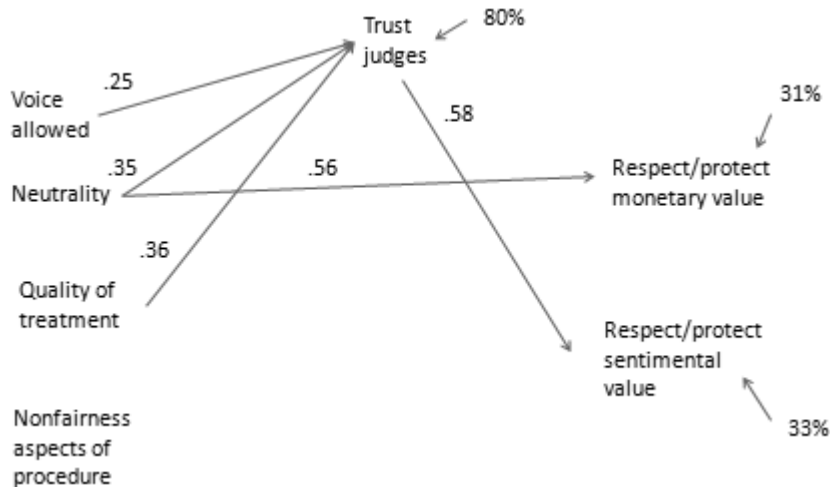 Trust
judges
80%
.25
Voice
allowed
.58
31%
.35
.56
Neutrality
Respect/protect
monetary value
.36
Quality of
treatment
Respect/protect
sentimental
value
Nonfairness
aspects of
procedure
33%